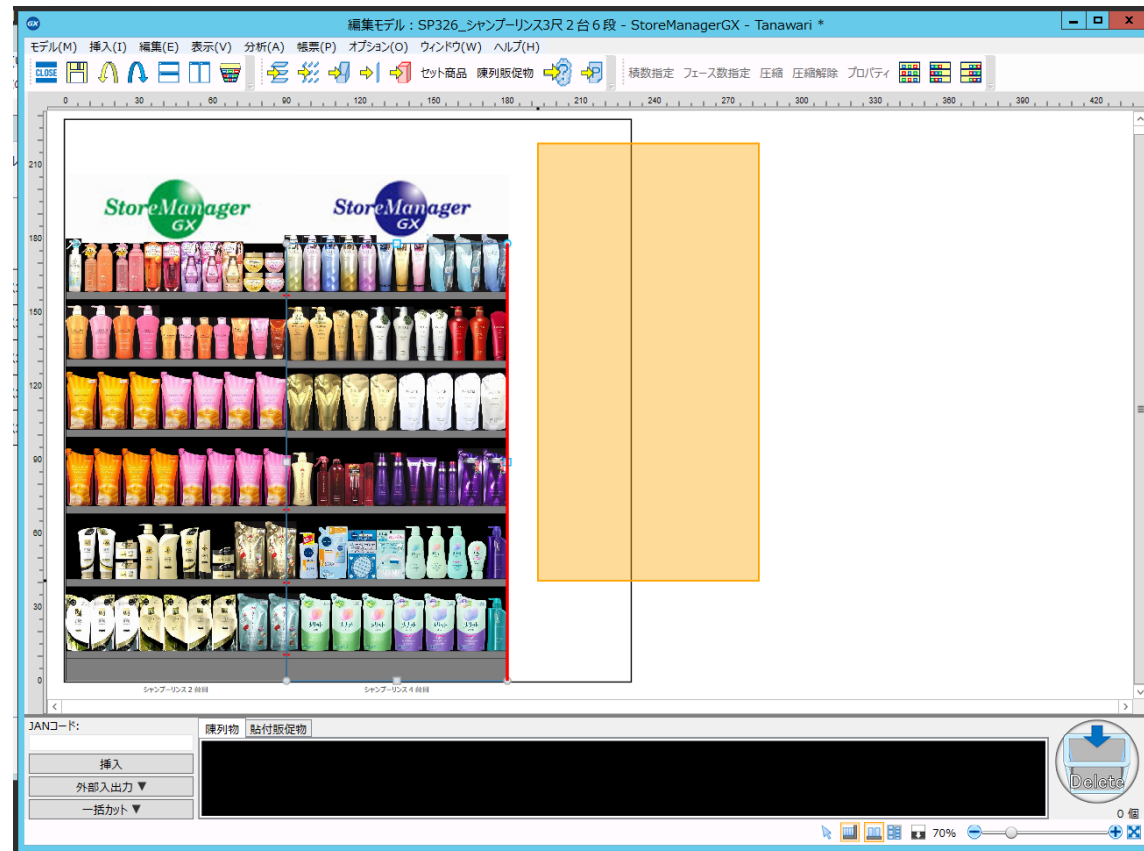 編集モデル：SP326_シャンプーリンス3尺２台６段 - StoreManagerGX - Tanawari *
モデル(M) 挿入(I) 編集(E) 表示(V) 分析(A) 帳票(P) オプション(O) ウィンドウ(W) ヘルプ(H)
CLOSE セット商品 陳列販促物 積数指定 フェース数指定 圧縮 圧縮解除 プロパティ
0 30 60 90 120 150 180 210 240 270 300 330 360 390 420
210
StoreManager GX StoreManager GX
180
150
120
90
60
30
0
シャンプーリンス２台目 シャンプーリンス４台目
JANコード:
陳列物 貼付販促物
挿入
外部入出力 ▼
一括カット ▼
Delete
0 個
70%